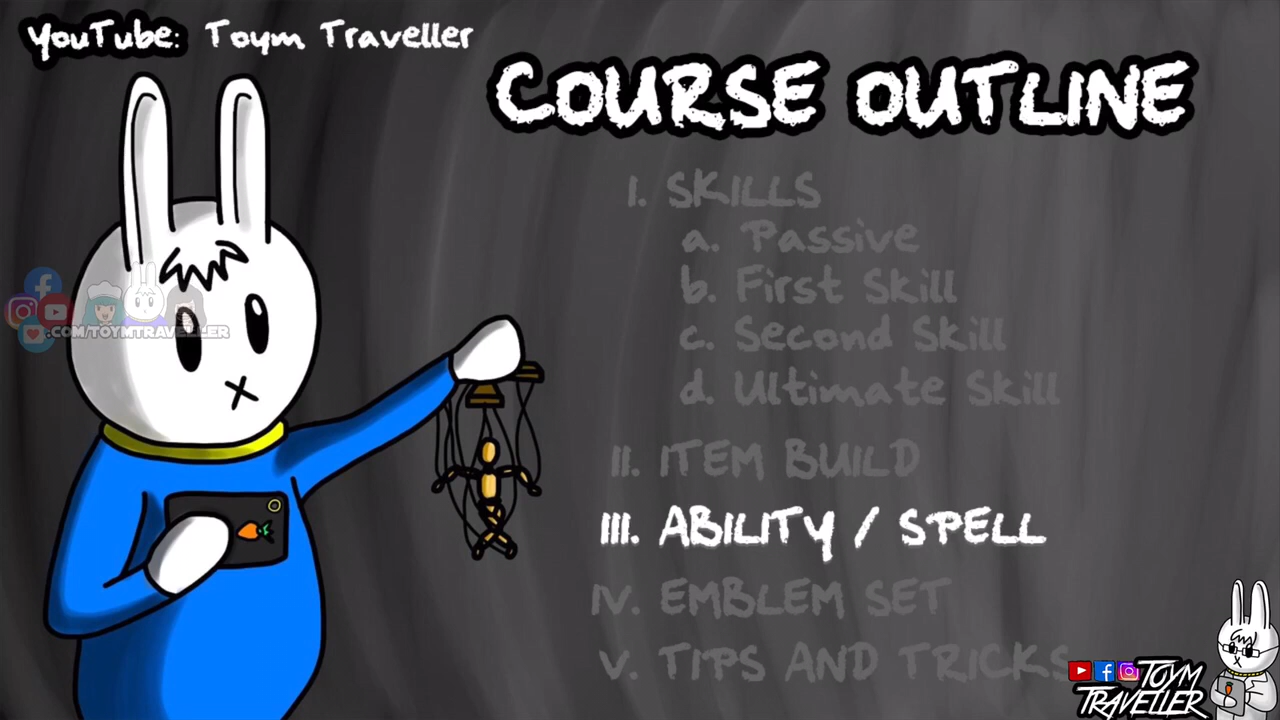 YouTube: Toym Traveller
COURSE OUTLINE
I. SKILLS
a. Passive
b. First Skill
c. Second Skill
d. Ultimate Skill
II. ITEM BUILD
III. ABILITY / SPELL
IV. EMBLEM SET
V. TIPS AND TRICKS
.COM/TOYMTRAVELLER
TOYM
TRAVELLER